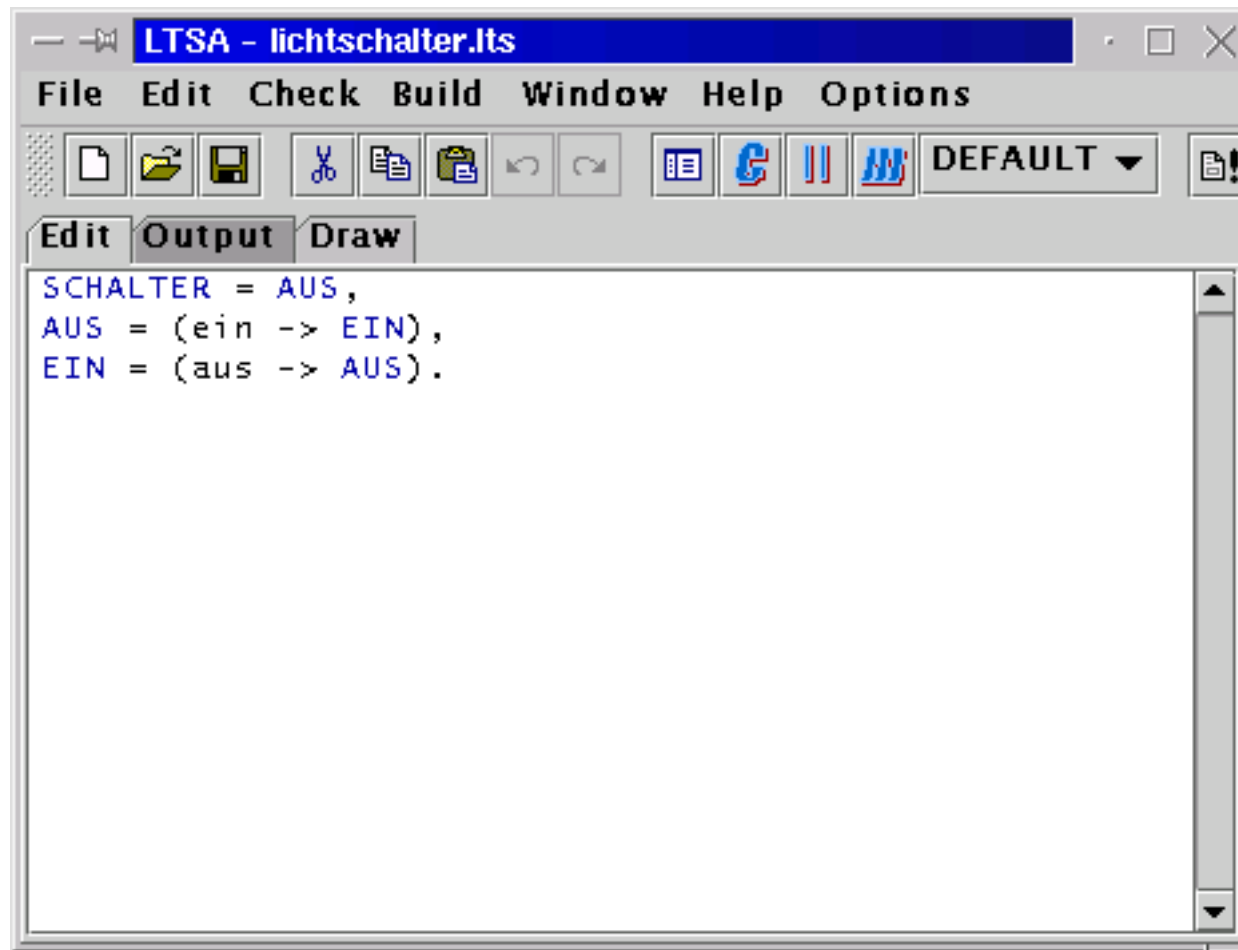 LTSA - lichtschalter.lts
File Edit Check Build Window Help Options
DEFAULT
Edit Output Draw
SCHALTER = AUS,
AUS = (ein -> EIN),
EIN = (aus -> AUS).